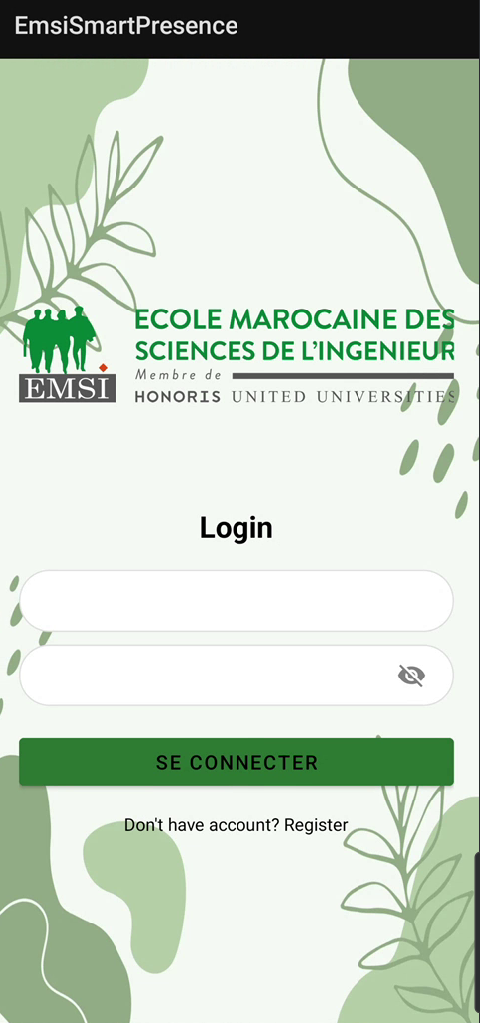 EmsiSmartPresence
ECOLE MAROCAINE DES
SCIENCES DE L'INGENIEUR
Membre de
EMSI
HONORIS UNITED UNIVERSITIES
Login
SE CONNECTER
Don't have account? Register